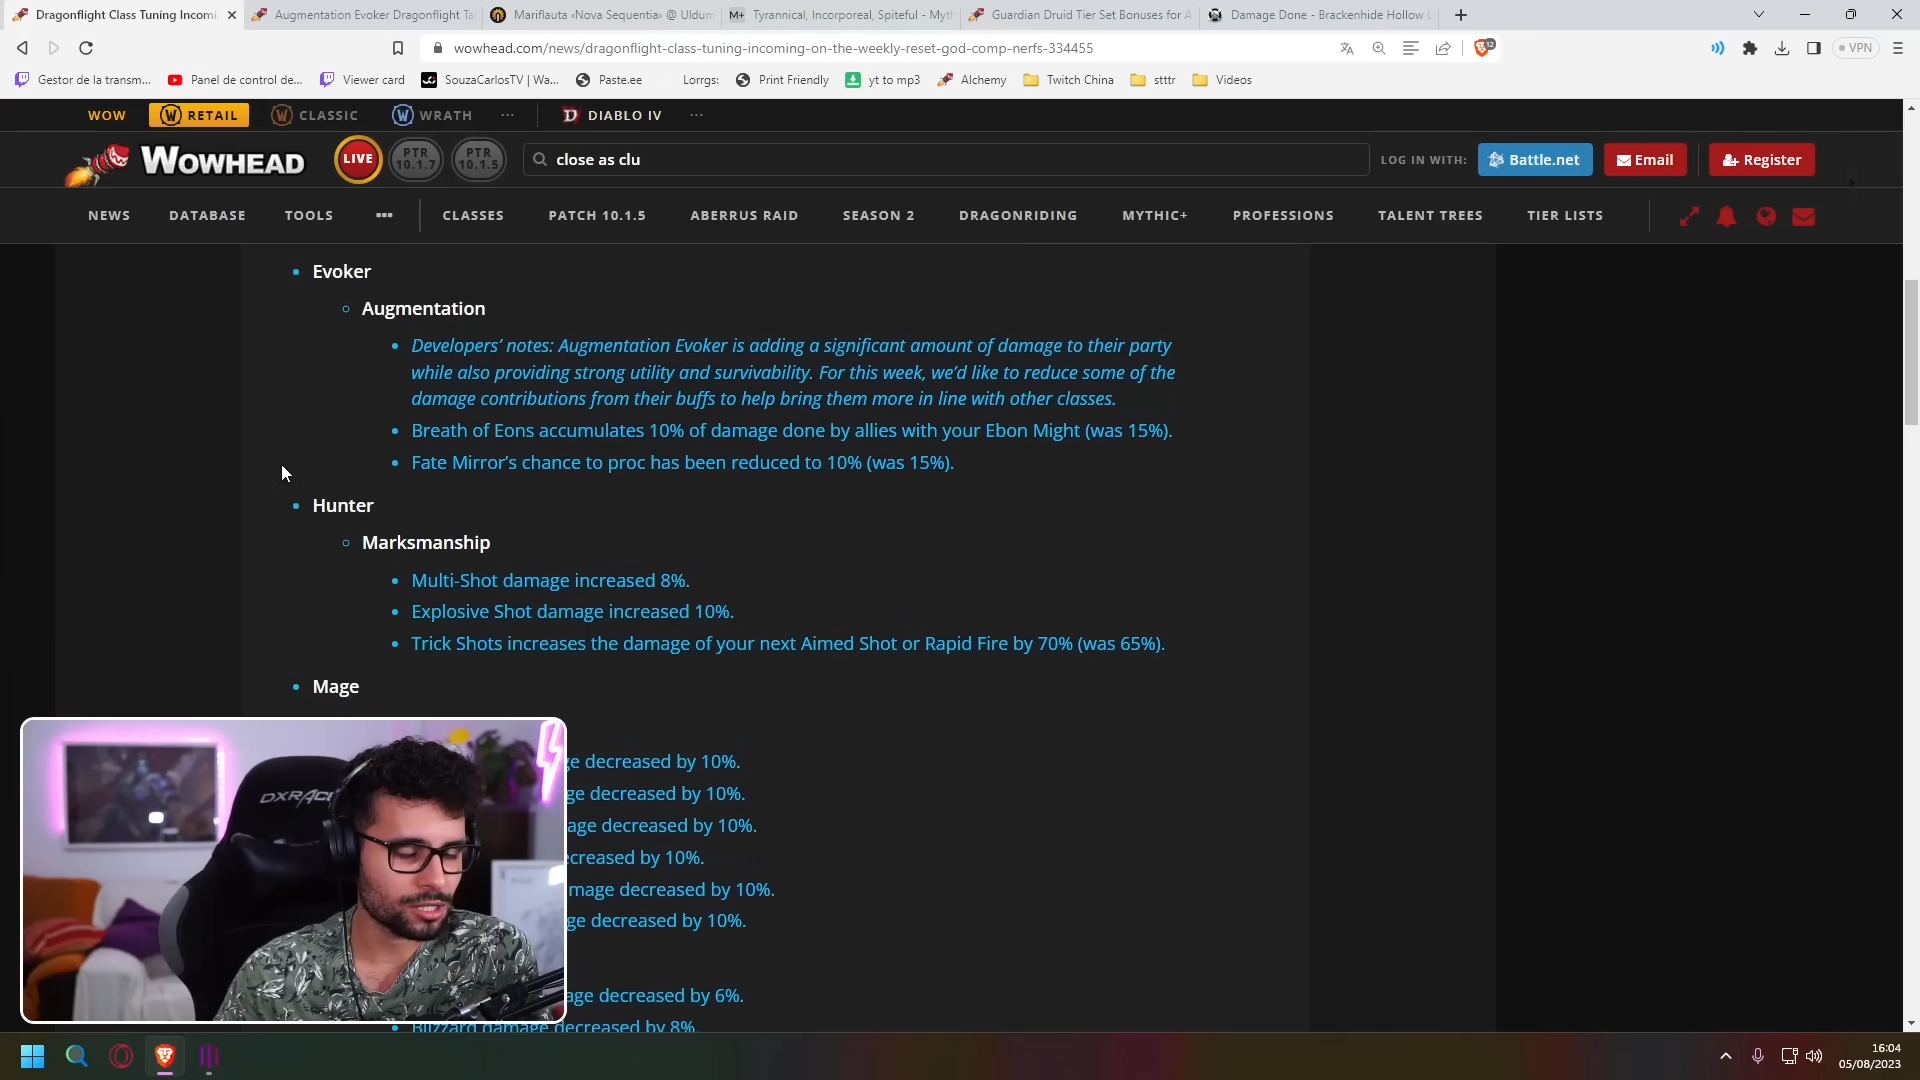 Dragonflight Class Tuning Incomi
Augmentation Evoker Dragonflight Ta
Mariflauta ‹Nova Sequentia› @ Uldum
M+ Tyrannical, Incorporeal, Spiteful - Myt
Guardian Druid Tier Set Bonuses for A
Damage Done - Brackenhide Hollow
wowhead.com/news/dragonflight-class-tuning-incoming-on-the-weekly-reset-god-comp-nerfs-334455
12
VPN
Gestor de la transm...
Panel de control de...
Viewer card
SouzaCarlosTV | Wa...
Paste.ee
Lorrgs:
Print Friendly
yt to mp3
Alchemy
Twitch China
stttr
Videos
WOW
RETAIL
CLASSIC
WRATH
...
DIABLO IV
...
WOWHEAD
LIVE
PTR 10.1.7
PTR 10.1.5
close as clu
LOG IN WITH:
Battle.net
Email
Register
NEWS
DATABASE
TOOLS
•••
CLASSES
PATCH 10.1.5
ABERRUS RAID
SEASON 2
DRAGONRIDING
MYTHIC+
PROFESSIONS
TALENT TREES
TIER LISTS
Evoker
Augmentation
Developers’ notes: Augmentation Evoker is adding a significant amount of damage to their party
while also providing strong utility and survivability. For this week, we’d like to reduce some of the
damage contributions from their buffs to help bring them more in line with other classes.
Breath of Eons accumulates 10% of damage done by allies with your Ebon Might (was 15%).
Fate Mirror’s chance to proc has been reduced to 10% (was 15%).
Hunter
Marksmanship
Multi-Shot damage increased 8%.
Explosive Shot damage increased 10%.
Trick Shots increases the damage of your next Aimed Shot or Rapid Fire by 70% (was 65%).
Mage
ge decreased by 10%.
ge decreased by 10%.
age decreased by 10%.
ecreased by 10%.
mage decreased by 10%.
ge decreased by 10%.
age decreased by 6%.
Blizzard damage decreased by 8%.
DXRACE
16:04
05/08/2023